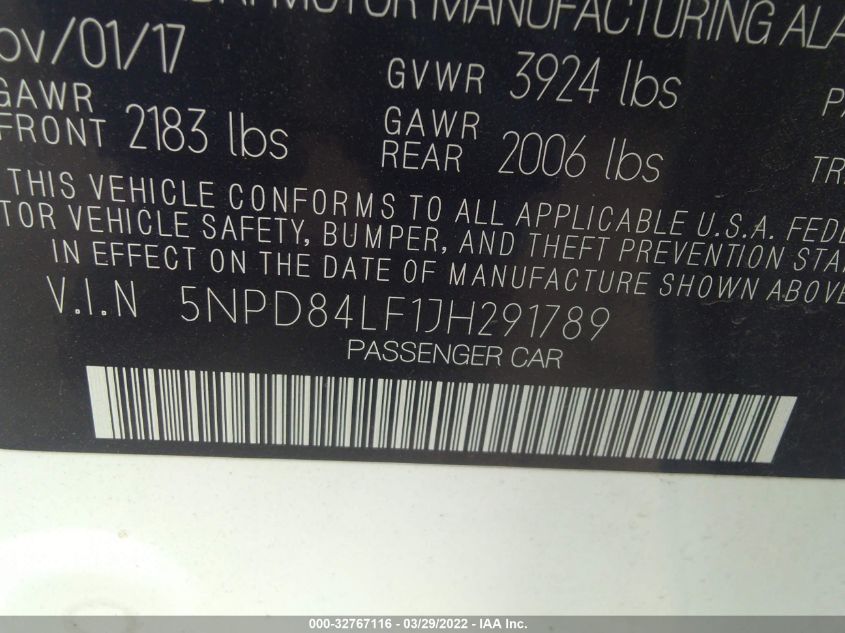 MOTOR MANUFACTURING ALA
OV/01/17
GVWR 3924 lbs
GAWR FRONT 2183 lbs
GAWR REAR 2006 lbs
THIS VEHICLE CONFORMS TO ALL APPLICABLE U.S.A. FEDE
TOR VEHICLE SAFETY, BUMPER, AND THEFT PREVENTION STA
IN EFFECT ON THE DATE OF MANUFACTURE SHOWN ABOVE
V.I.N 5NPD84LF1JH291789
PASSENGER CAR
000-32767116 - 03/29/2022 - IAA Inc.